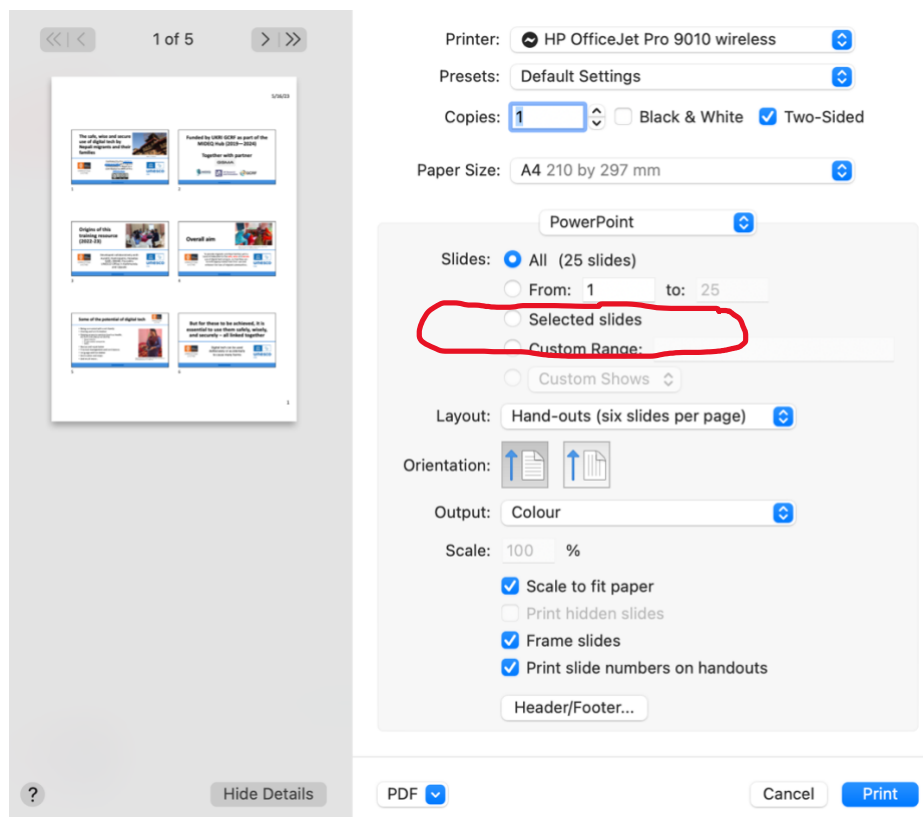 1 of 5
5/16/23
The safe, wise and secure
use of digital tech by
Nepali migrants and their
families
Funded by UKRI GCRF as part of the
MIDEQ Hub (2019—2024)
Together with partner
1
2
Origins of this
training resource
(2022-23)
Overall aim
3
4
Some of the potential of digital tech
But for these to be achieved, it is
essential to use them safely, wisely,
and securely – all linked together
5
6
1
?
Hide Details
Printer: HP OfficeJet Pro 9010 wireless
Presets: Default Settings
Copies: 1 Black & White Two-Sided
Paper Size: A4 210 by 297 mm
PowerPoint
Slides: All (25 slides)
From: 1 to: 25
Selected slides
Custom Range:
Custom Shows
Layout: Hand-outs (six slides per page)
Orientation:
Output: Colour
Scale: 100 %
Scale to fit paper
Print hidden slides
Frame slides
Print slide numbers on handouts
Header/Footer...
PDF
Cancel
Print